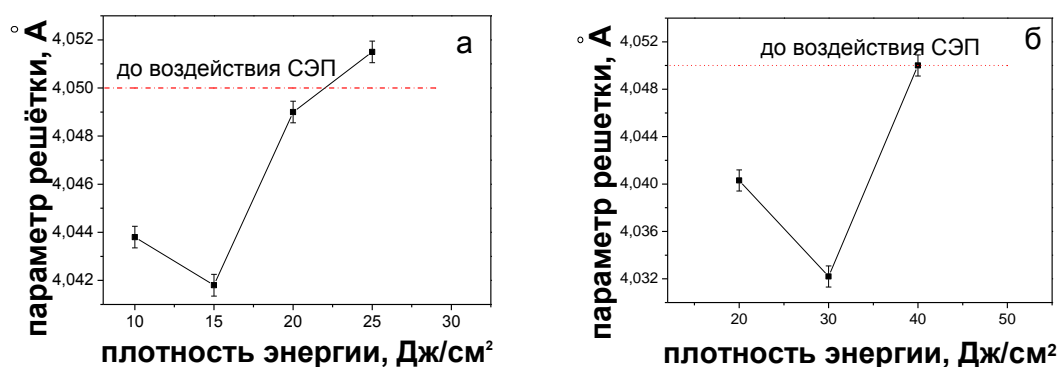 параметр решётки, Å
4,052
4,050
4,048
4,046
4,044
4,042
а
до воздействия СЭП
10
15
20
25
30
плотность энергии, Дж/см²
параметр решетки, Å
4,052
4,048
4,044
4,040
4,036
4,032
б
до воздействия СЭП
20
30
40
50
плотность энергии, Дж/см²